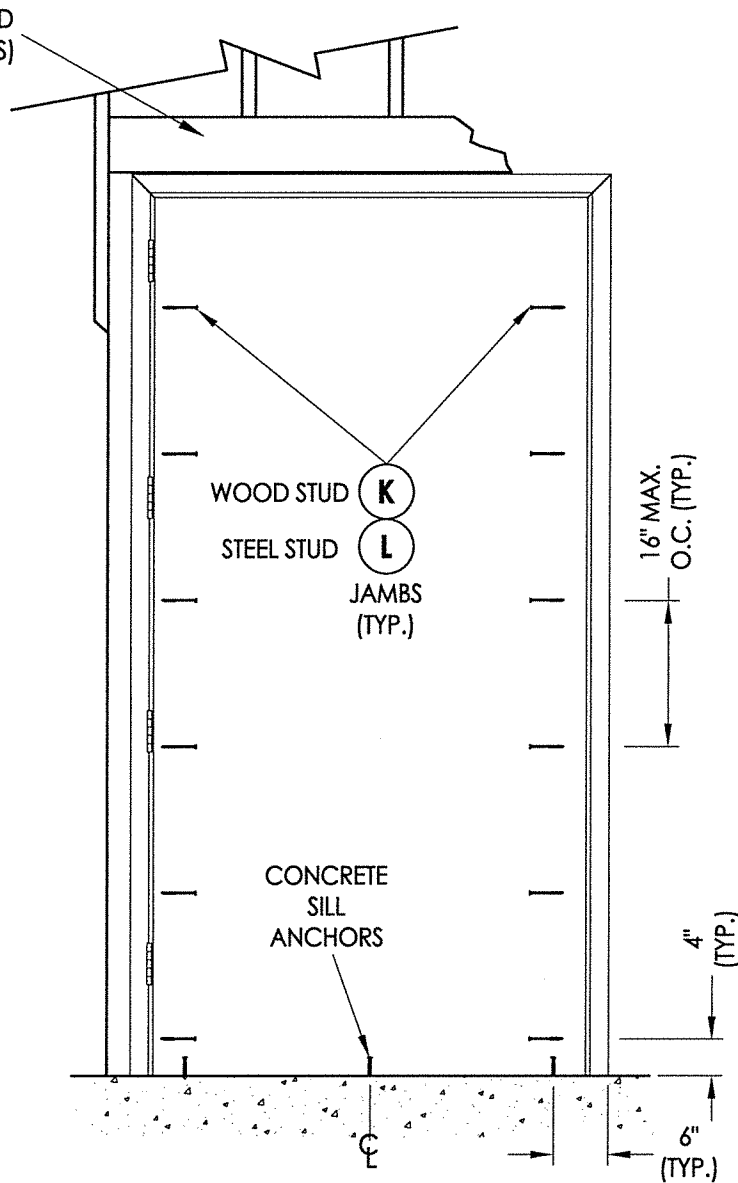 D
S)
WOOD STUD K
STEEL STUD L
JAMBS
(TYP.)
16" MAX.
O.C. (TYP.)
CONCRETE
SILL
ANCHORS
4"
(TYP.)
℄
6"
(TYP.)